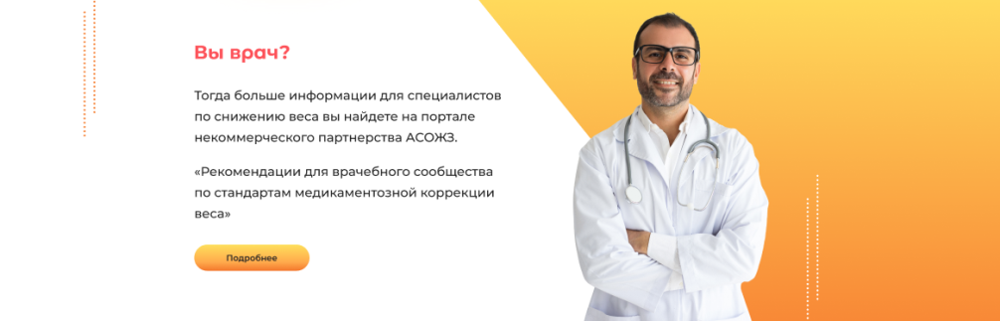 Вы врач?
Тогда больше информации для специалистов
по снижению веса вы найдете на портале
некоммерческого партнерства АСОЖЗ.
«Рекомендации для врачебного сообщества
по стандартам медикаментозной коррекции
веса»
Подробнее